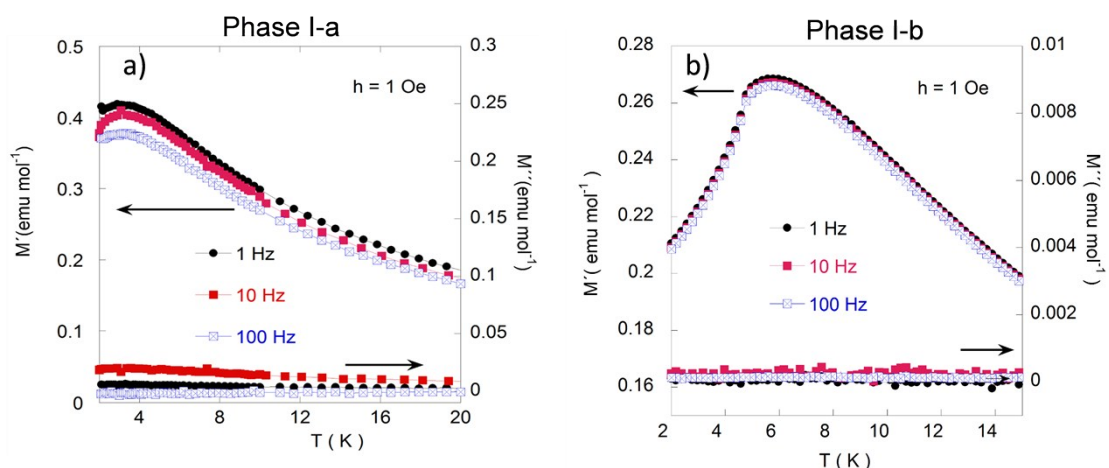 Phase I-a
a)
h = 1 Oe
0.5
0.4
0.3
0.2
0.1
0
M´(emu mol⁻¹)
0.3
0.25
0.2
0.15
0.1
0.05
0
M´´(emu mol⁻¹)
1 Hz
10 Hz
100 Hz
4 8 12 16 20
T ( K )
Phase I-b
b)
h = 1 Oe
0.28
0.26
0.24
0.22
0.2
0.18
0.16
M´( emu mol⁻¹)
0.01
0.008
0.006
0.004
0.002
0
M´´( emu mol⁻¹)
1 Hz
10 Hz
100 Hz
2 4 6 8 10 12 14
T ( K )